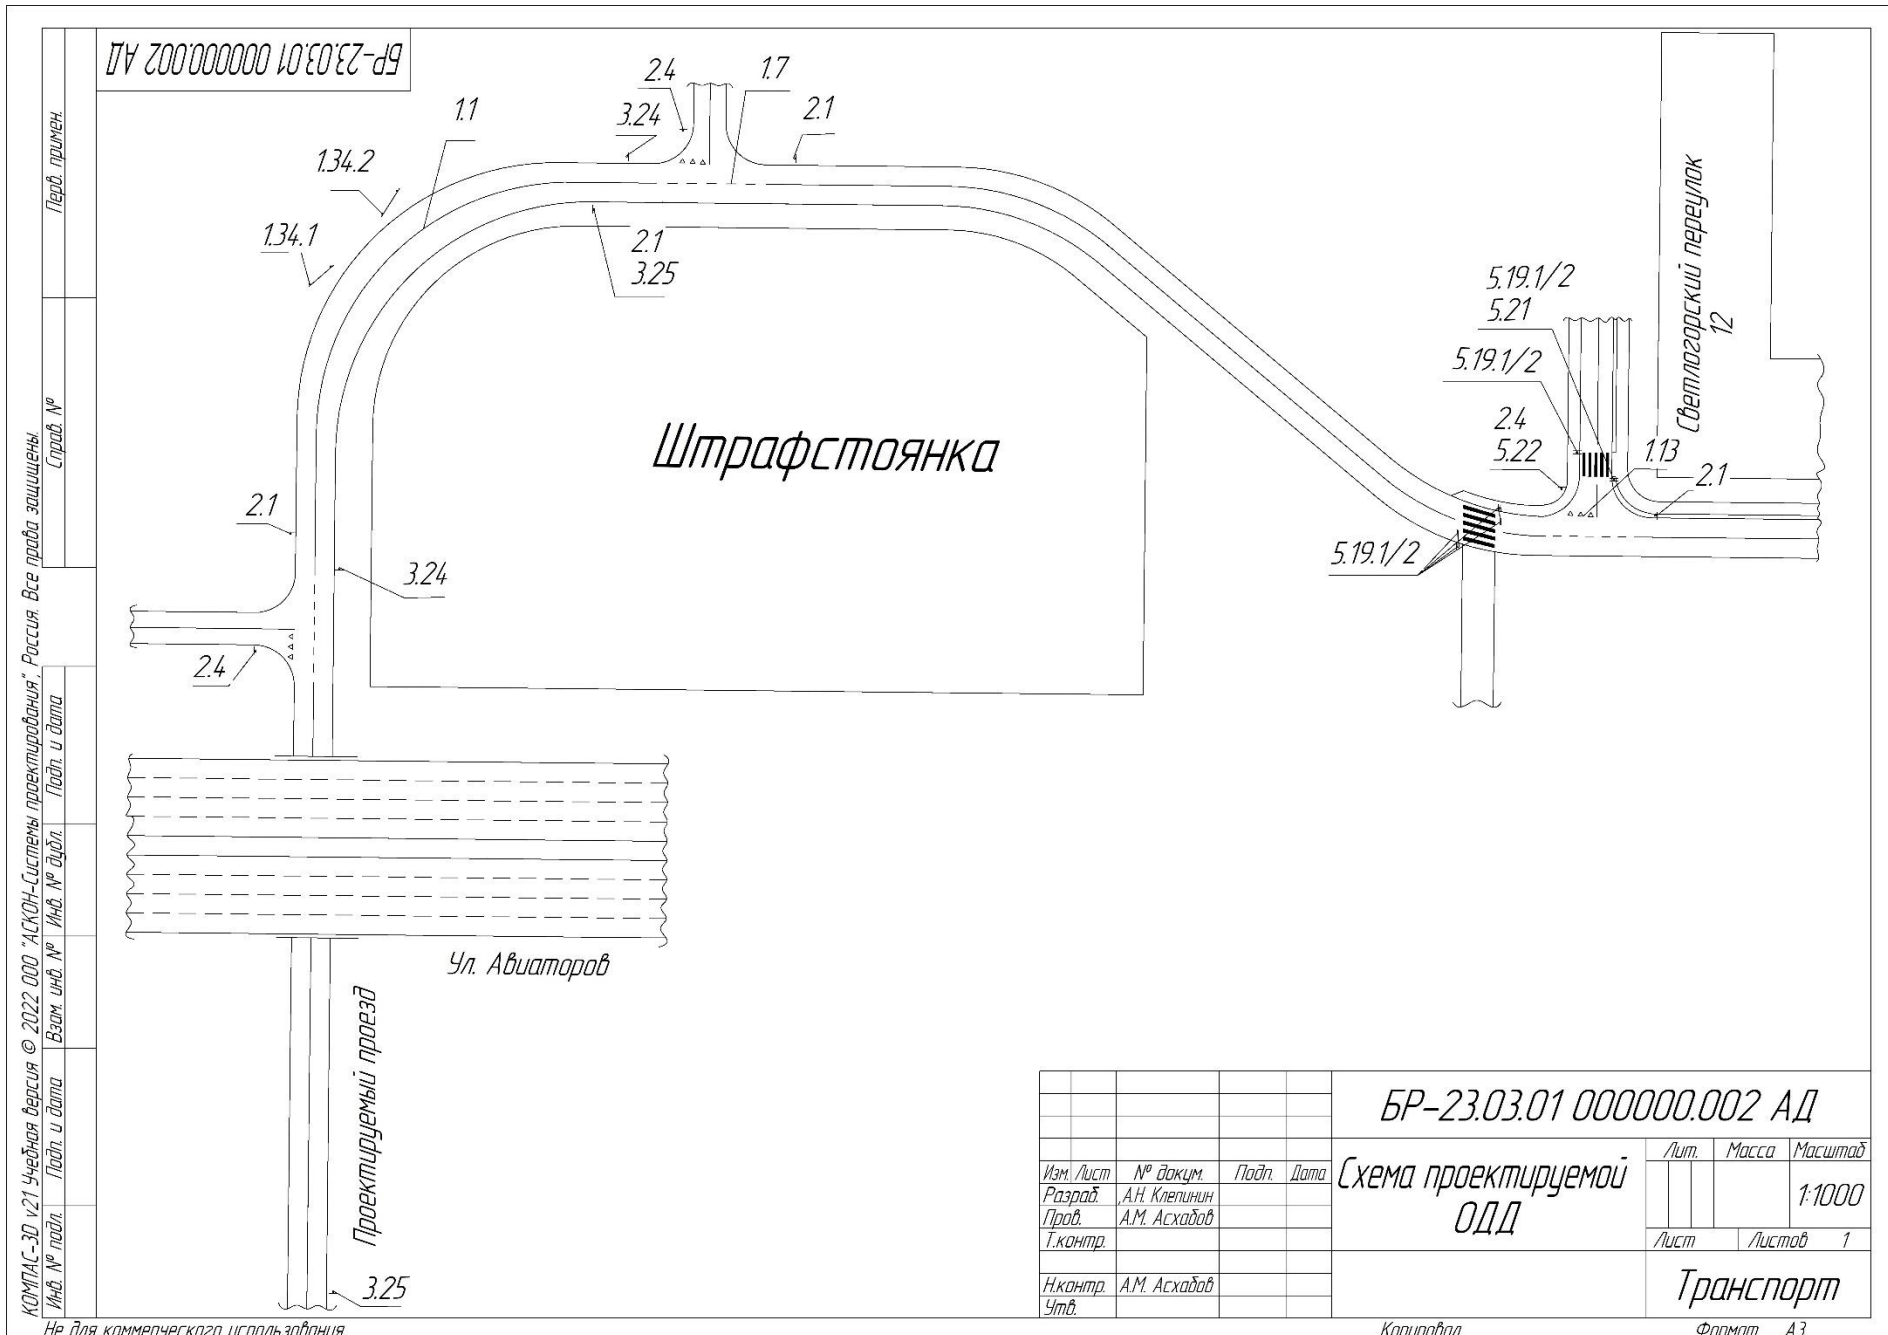 БР-23.03.01 000000.002 АД
2.4
1.7
1.1
3.24
2.1
1.34.2
1.34.1
2.1
3.25
Светлогорский переулок
12
5.19.1/2
5.21
5.19.1/2
2.4
5.22
1.13
2.1
Штрафстоянка
2.1
5.19.1/2
3.24
2.4
Ул. Авиаторов
Проектируемый проезд
3.25
Перв. примен.
Справ. №
Подп. и дата
Инв. № дубл.
Взам. инв. №
Подп. и дата
Инв. № подл.
КОМПАС-3D v21 Учебная версия © 2022 ООО "АСКОН-Системы проектирования", Россия. Все права защищены.
БР-23.03.01 000000.002 АД
Изм. Лист № докум. Подп. Дата
Разраб. А.Н. Клепинин
Пров. А.М. Асхабов
Т.контр.
Н.контр. А.М. Асхабов
Утв.
Схема проектируемой
ОДД
Лит. Масса Масштаб
1:1000
Лист Листов 1
Транспорт
Не для коммерческого использования
Копировал Формат А3